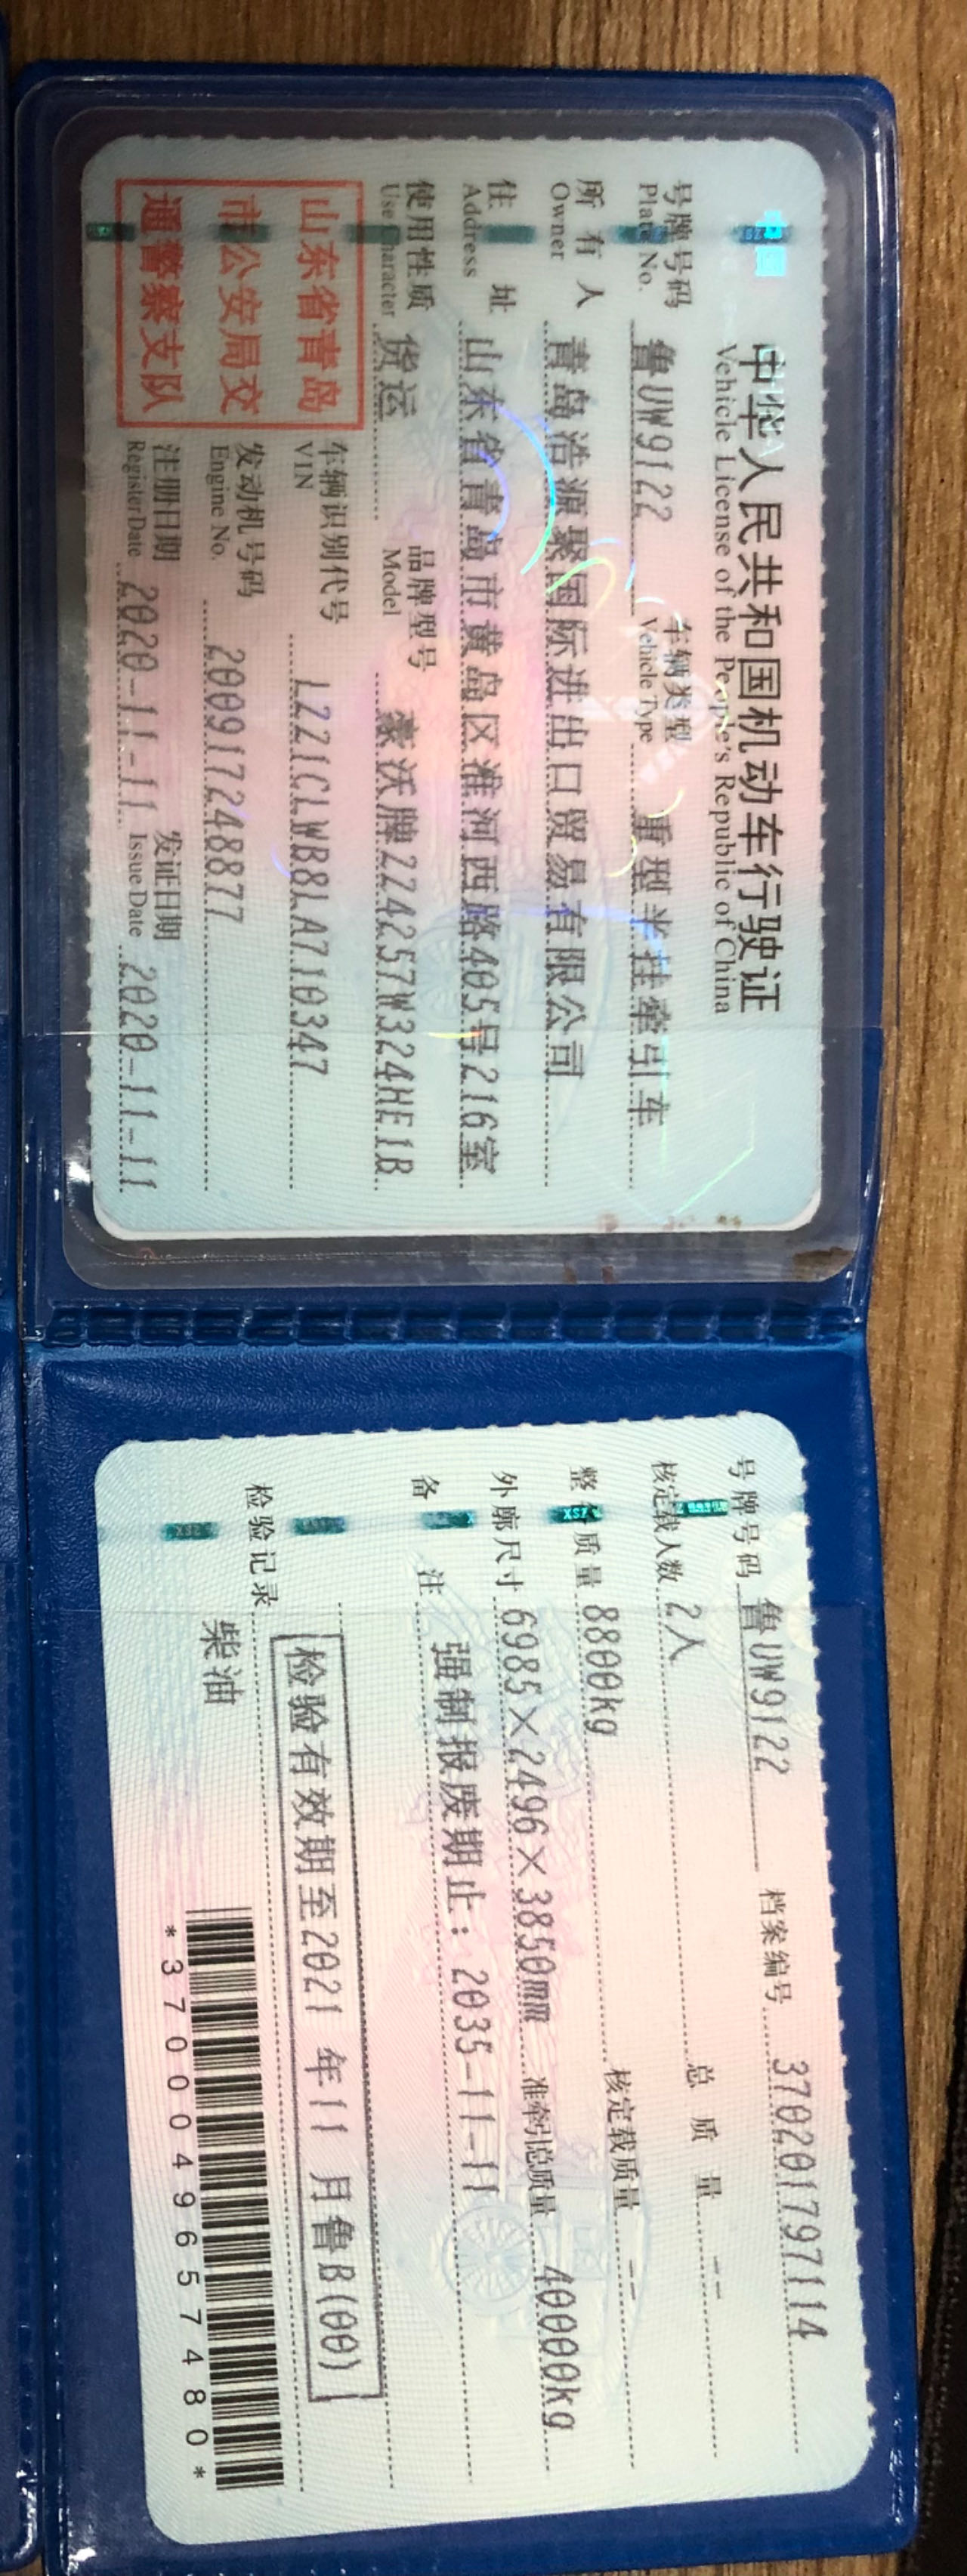 中华人民共和国机动车行驶证
Vehicle License of the People's Republic of China
号牌号码 鲁UW9122 车辆类型 重型半挂牵引车
Plate No. Vehicle Type
所有人 青岛浩源聚国际进出口贸易有限公司
Owner
住址 山东省青岛市黄岛区淮河西路405号216室
Address
使用性质 货运 品牌型号 豪沃牌ZZ4257W324HE1B
Use Character Model
山东省青岛
市公安局交
通警察支队
车辆识别代号 LZZ1CLWB8LA710347
VIN
发动机号码 200917248877
Engine No.
注册日期 2020-11-11 发证日期 2020-11-11
Register Date Issue Date
号牌号码 鲁UW9122 档案编号 370201797114
核定载人数 2人 总质量 --
整备质量 8800kg 核定载质量 --
外廓尺寸 6985×2496×3850mm 准牵引总质量 40000kg
备注 强制报废期止：2035-11-11
检验有效期至2021年11月鲁B(00)
检验记录
柴油
*3700049657480*